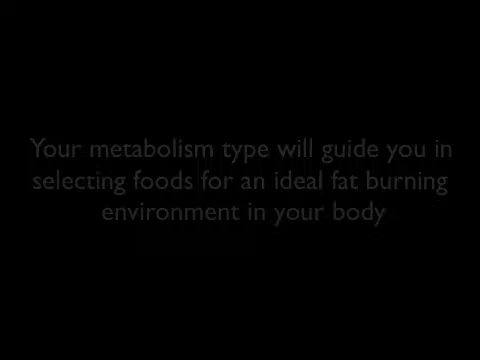 Your metabolism type will guide you in
selecting foods for an ideal fat burning
environment in your body